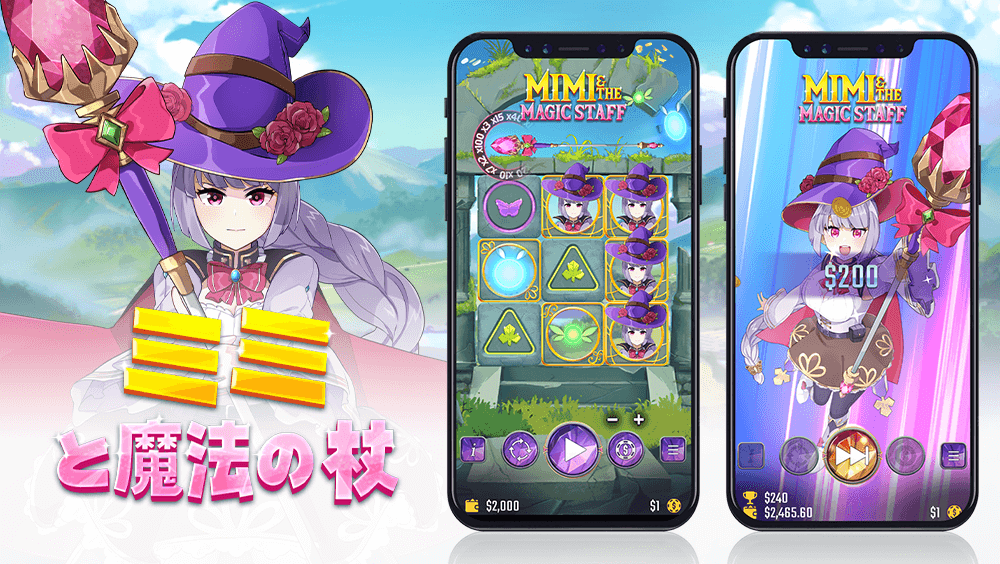 ミミ
と魔法の杖
MIMI & THE
MAGIC STAFF
$2,000
$1
MIMI & THE
MAGIC STAFF
$200
$240
$2,465.60
$1